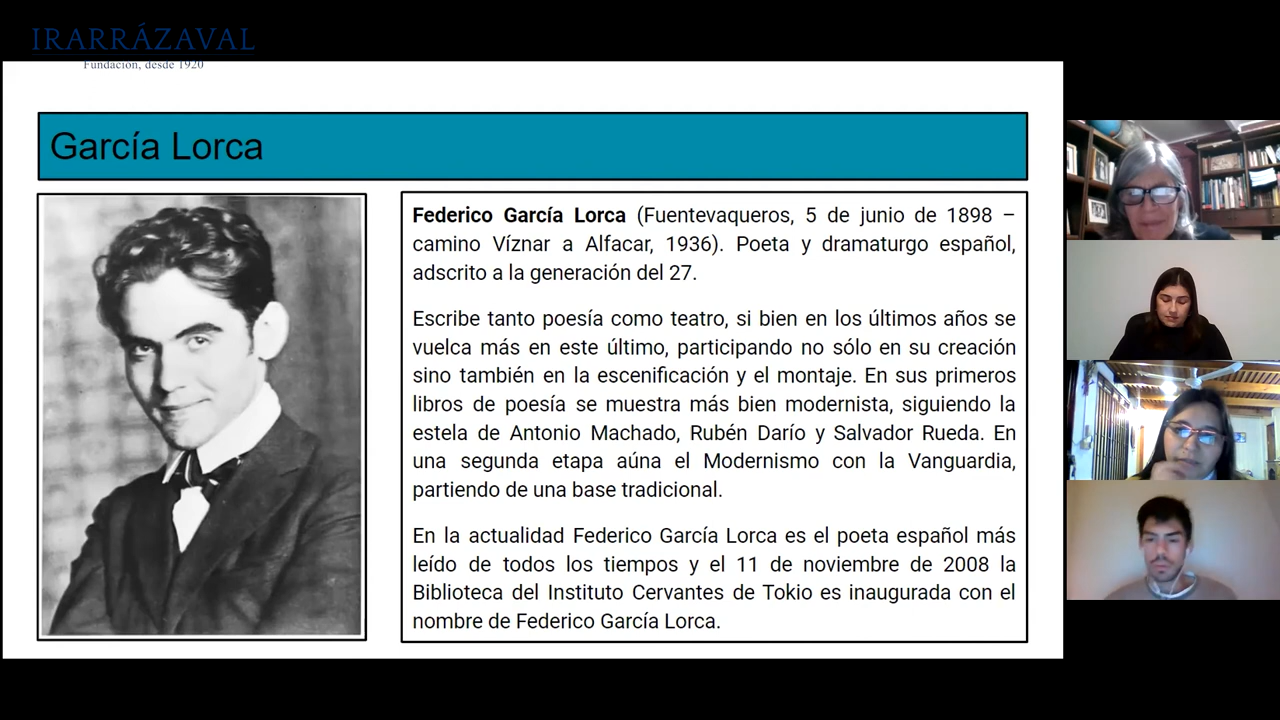 IRARRÁZAVAL
Fundación, desde 1920
García Lorca
Federico García Lorca (Fuentevaqueros, 5 de junio de 1898 –
camino Víznar a Alfacar, 1936). Poeta y dramaturgo español,
adscrito a la generación del 27.
Escribe tanto poesía como teatro, si bien en los últimos años se
vuelca más en este último, participando no sólo en su creación
sino también en la escenificación y el montaje. En sus primeros
libros de poesía se muestra más bien modernista, siguiendo la
estela de Antonio Machado, Rubén Darío y Salvador Rueda. En
una segunda etapa aúna el Modernismo con la Vanguardia,
partiendo de una base tradicional.
En la actualidad Federico García Lorca es el poeta español más
leído de todos los tiempos y el 11 de noviembre de 2008 la
Biblioteca del Instituto Cervantes de Tokio es inaugurada con el
nombre de Federico García Lorca.